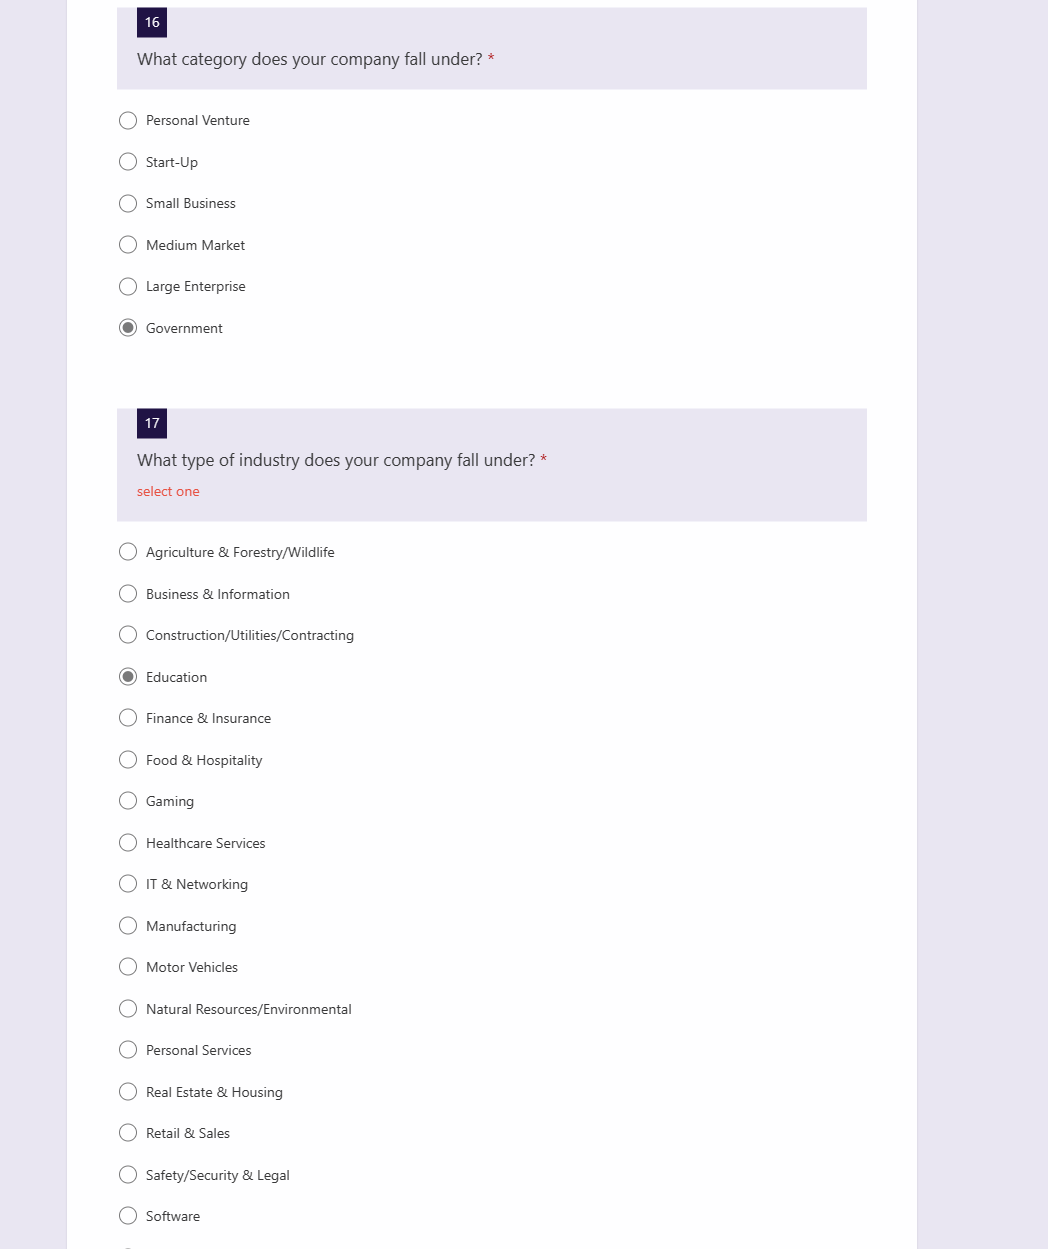 16
What category does your company fall under? *
Personal Venture
Start-Up
Small Business
Medium Market
Large Enterprise
Government
17
What type of industry does your company fall under? *
select one
Agriculture & Forestry/Wildlife
Business & Information
Construction/Utilities/Contracting
Education
Finance & Insurance
Food & Hospitality
Gaming
Healthcare Services
IT & Networking
Manufacturing
Motor Vehicles
Natural Resources/Environmental
Personal Services
Real Estate & Housing
Retail & Sales
Safety/Security & Legal
Software